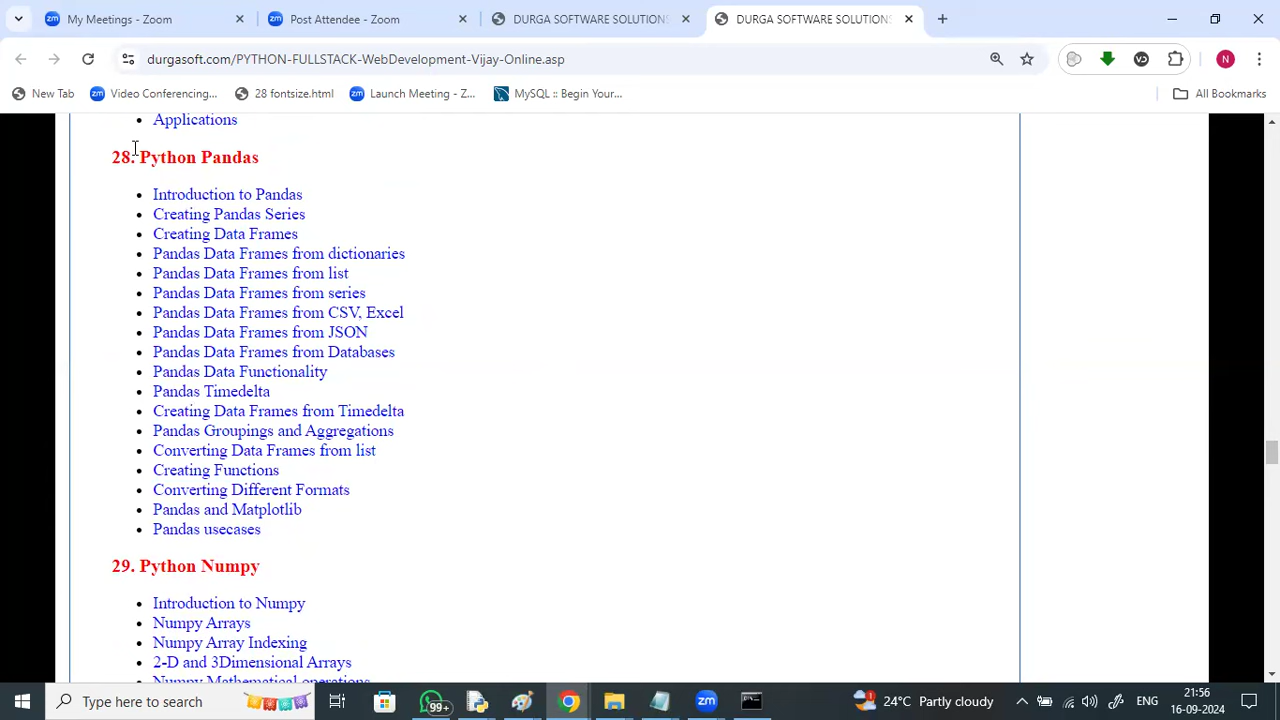 My Meetings - Zoom
Post Attendee - Zoom
DURGA SOFTWARE SOLUTIONS
DURGA SOFTWARE SOLUTIONS
durgasoft.com/PYTHON-FULLSTACK-WebDevelopment-Vijay-Online.asp
N
New Tab
Video Conferencing...
28 fontsize.html
Launch Meeting - Z...
MySQL :: Begin Your...
All Bookmarks
Applications
28. Python Pandas
Introduction to Pandas
Creating Pandas Series
Creating Data Frames
Pandas Data Frames from dictionaries
Pandas Data Frames from list
Pandas Data Frames from series
Pandas Data Frames from CSV, Excel
Pandas Data Frames from JSON
Pandas Data Frames from Databases
Pandas Data Functionality
Pandas Timedelta
Creating Data Frames from Timedelta
Pandas Groupings and Aggregations
Converting Data Frames from list
Creating Functions
Converting Different Formats
Pandas and Matplotlib
Pandas usecases
29. Python Numpy
Introduction to Numpy
Numpy Arrays
Numpy Array Indexing
2-D and 3Dimensional Arrays
Numpy Mathematical operations
Type here to search
99+
24°C Partly cloudy
ENG
21:56
16-09-2024